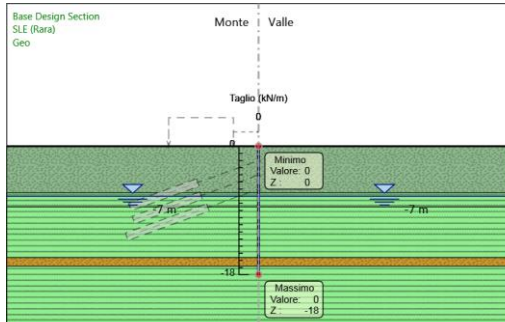 Base Design Section
SLE (Rara)
Geo
Monte Valle
Taglio (kN/m)
0
0
Minimo
Valore: 0
Z : 0
-7 m
-7 m
-18
Massimo
Valore: 0
Z : -18